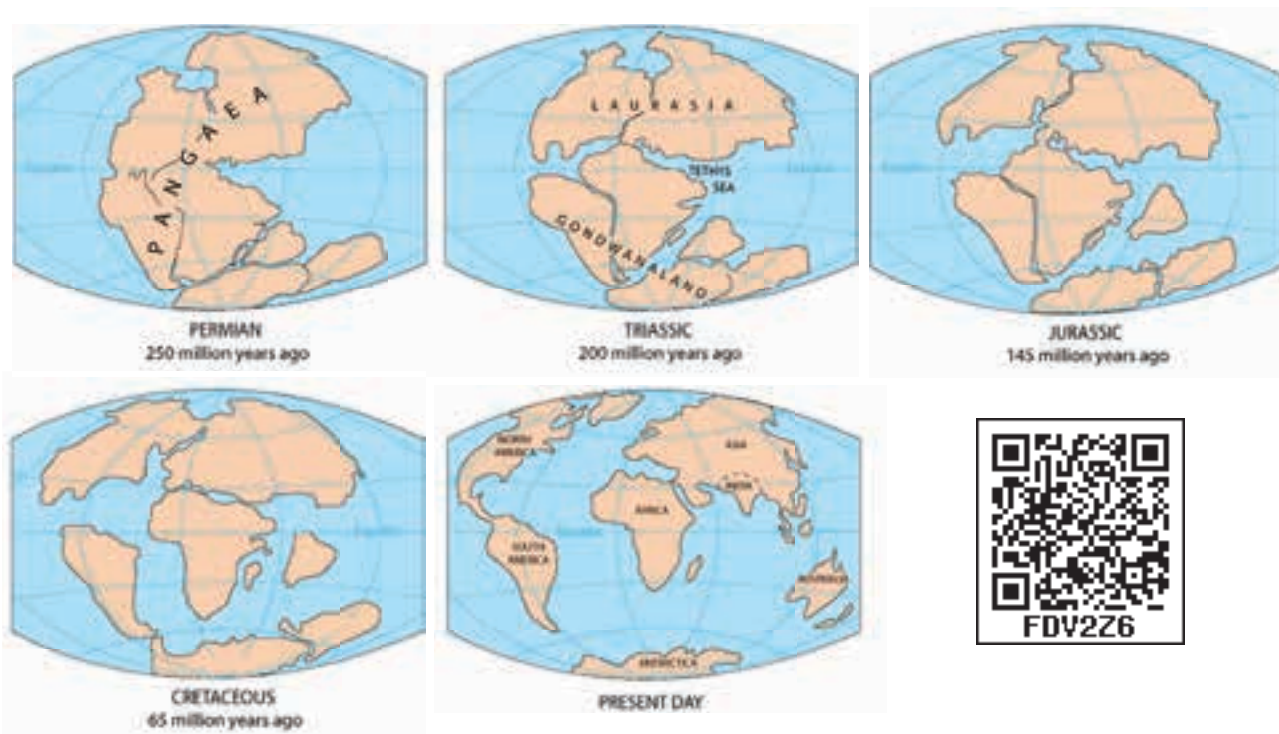 PANGAEA
PERMIAN
250 million years ago
LAURASIA
TETHIS
SEA
GONDWANALAND
TRIASSIC
200 million years ago
JURASSIC
145 million years ago
CRETACEOUS
65 million years ago
NORTH
AMERICA
ASIA
INDIA
AFRICA
SOUTH
AMERICA
AUSTRALIA
ANTARCTICA
PRESENT DAY
FDV2Z6